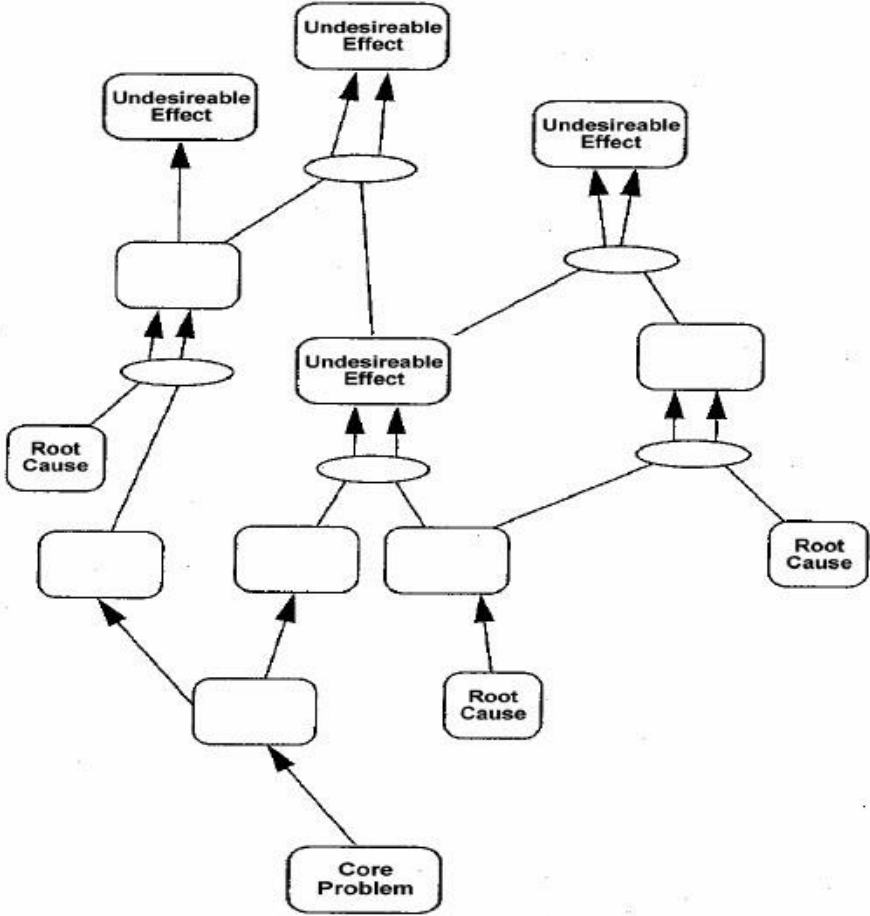 Undesireable
Effect
Undesireable
Effect
Undesireable
Effect
Undesireable
Effect
Root
Cause
Root
Cause
Root
Cause
Core
Problem